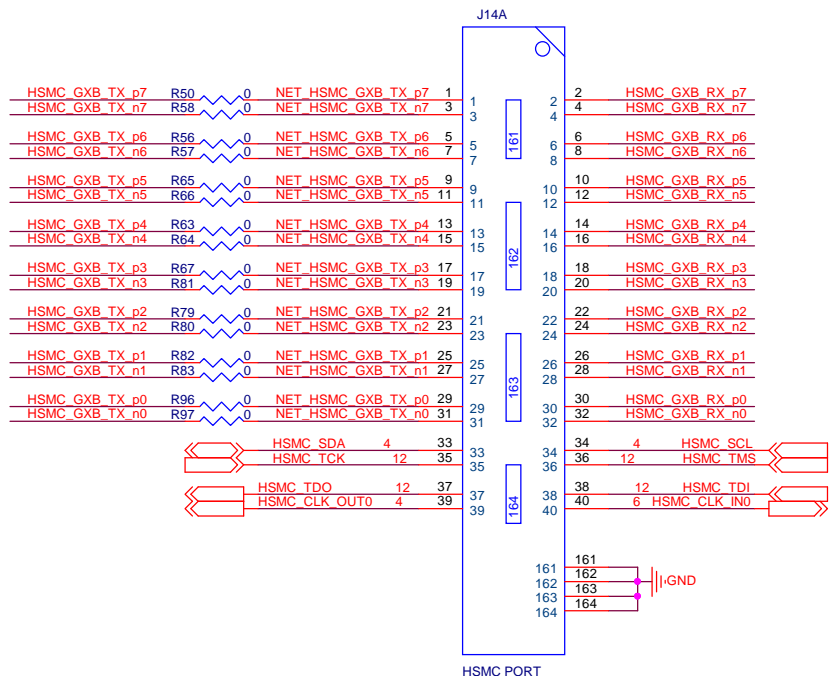 J14A
HSMC_GXB_TX_p7 R50 0 NET_HSMC_GXB_TX_p7 1 1 2 2 HSMC_GXB_RX_p7
HSMC_GXB_TX_n7 R58 0 NET_HSMC_GXB_TX_n7 3 3 4 4 HSMC_GXB_RX_n7
161
HSMC_GXB_TX_p6 R56 0 NET_HSMC_GXB_TX_p6 5 5 6 6 HSMC_GXB_RX_p6
HSMC_GXB_TX_n6 R57 0 NET_HSMC_GXB_TX_n6 7 7 8 8 HSMC_GXB_RX_n6
HSMC_GXB_TX_p5 R65 0 NET_HSMC_GXB_TX_p5 9 9 10 10 HSMC_GXB_RX_p5
HSMC_GXB_TX_n5 R66 0 NET_HSMC_GXB_TX_n5 11 11 12 12 HSMC_GXB_RX_n5
HSMC_GXB_TX_p4 R63 0 NET_HSMC_GXB_TX_p4 13 13 14 14 HSMC_GXB_RX_p4
HSMC_GXB_TX_n4 R64 0 NET_HSMC_GXB_TX_n4 15 15 16 16 HSMC_GXB_RX_n4
162
HSMC_GXB_TX_p3 R67 0 NET_HSMC_GXB_TX_p3 17 17 18 18 HSMC_GXB_RX_p3
HSMC_GXB_TX_n3 R81 0 NET_HSMC_GXB_TX_n3 19 19 20 20 HSMC_GXB_RX_n3
HSMC_GXB_TX_p2 R79 0 NET_HSMC_GXB_TX_p2 21 21 22 22 HSMC_GXB_RX_p2
HSMC_GXB_TX_n2 R80 0 NET_HSMC_GXB_TX_n2 23 23 24 24 HSMC_GXB_RX_n2
HSMC_GXB_TX_p1 R82 0 NET_HSMC_GXB_TX_p1 25 25 26 26 HSMC_GXB_RX_p1
HSMC_GXB_TX_n1 R83 0 NET_HSMC_GXB_TX_n1 27 27 28 28 HSMC_GXB_RX_n1
163
HSMC_GXB_TX_p0 R96 0 NET_HSMC_GXB_TX_p0 29 29 30 30 HSMC_GXB_RX_p0
HSMC_GXB_TX_n0 R97 0 NET_HSMC_GXB_TX_n0 31 31 32 32 HSMC_GXB_RX_n0
HSMC_SDA 4 33 33 34 34 4 HSMC_SCL
HSMC_TCK 12 35 35 36 36 12 HSMC_TMS
HSMC_TDO 12 37 37 38 38 12 HSMC_TDI
HSMC_CLK_OUT0 4 39 39 40 40 6 HSMC_CLK_IN0
164
161 161
162 162 GND
163 163
164 164
HSMC PORT